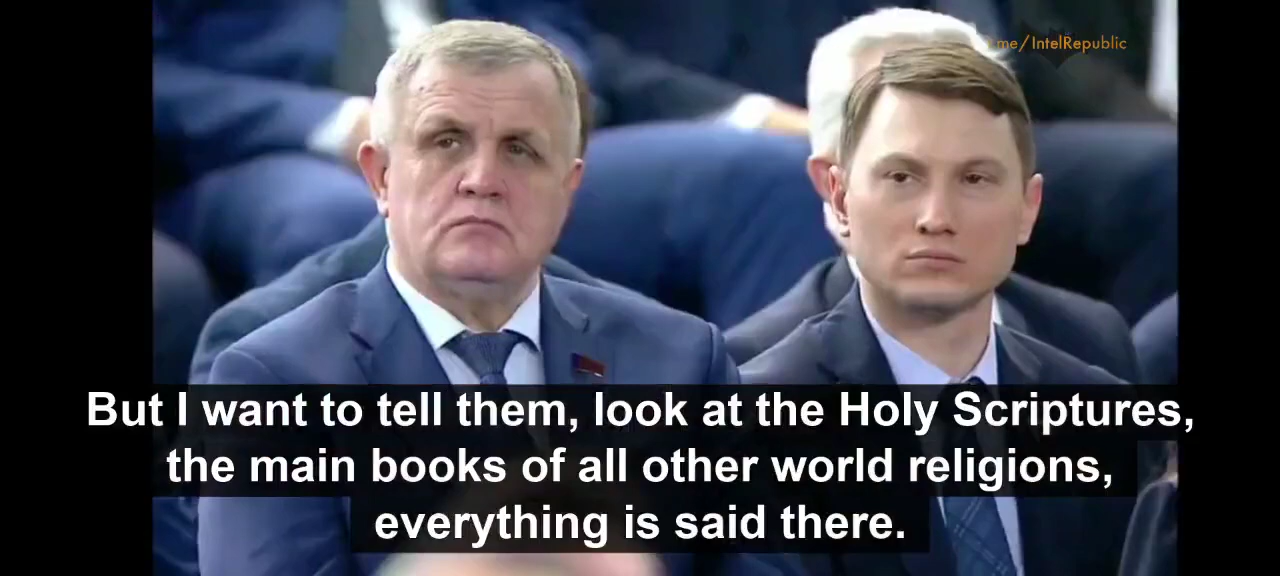 t.me/IntelRepublic
But I want to tell them, look at the Holy Scriptures,
the main books of all other world religions,
everything is said there.